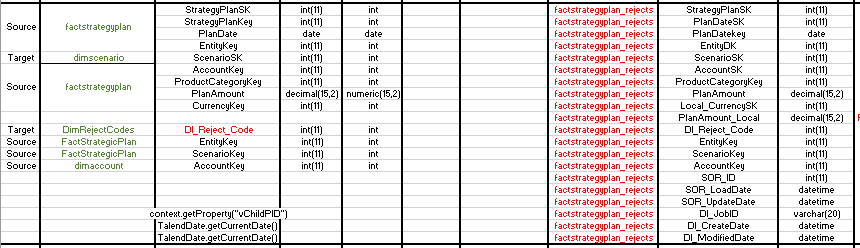 StrategyPlanSK int(11) int factstrategyplan_rejects StrategyPlanSK int(11)
StrategyPlanKey int(11) int factstrategyplan_rejects PlanDateSK int(11)
Source factstrategyplan PlanDate date date factstrategyplan_rejects PlanDatekey date
EntityKey int(11) int factstrategyplan_rejects EntityDK int(11)
Target dimscenario ScenarioSK int(11) int factstrategyplan_rejects ScenarioSK int(11)
AccountKey int(11) int factstrategyplan_rejects AccountSK int(11)
Source factstrategyplan ProductCategoryKey int(11) int factstrategyplan_rejects ProductCategoryKey int(11)
PlanAmount decimal(15,2) numeric(15,2) factstrategyplan_rejects PlanAmount decimal(15,2)
CurrencyKey int(11) int factstrategyplan_rejects Local_CurrencySK int(11)
factstrategyplan_rejects PlanAmount_Local decimal(15,2)
Target DimRejectCodes DI_Reject_Code int(11) int factstrategyplan_rejects DI_Reject_Code int(11)
Source FactStrategicPlan EntityKey int(11) int factstrategyplan_rejects EntityKey int(11)
Source FactStrategicPlan ScenarioKey int(11) int factstrategyplan_rejects ScenarioKey int(11)
Source dimaccount AccountKey int(11) int factstrategyplan_rejects AccountKey int(11)
factstrategyplan_rejects SOR_ID int(11)
factstrategyplan_rejects SOR_LoadDate datetime
factstrategyplan_rejects SOR_UpdateDate datetime
context.getProperty("vChildPID") factstrategyplan_rejects DI_JobID varchar(20)
TalendDate.getCurrentDate() factstrategyplan_rejects DI_CreateDate datetime
TalendDate.getCurrentDate() factstrategyplan_rejects DI_ModifiedDate datetime